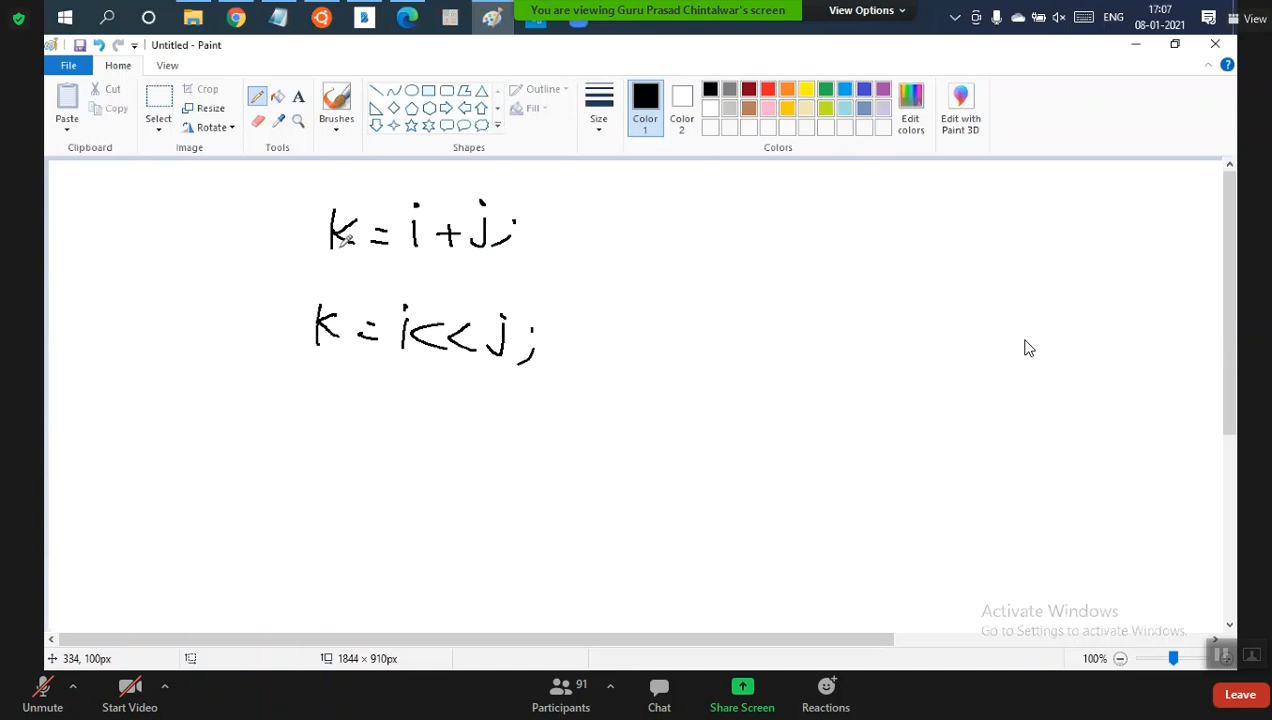 You are viewing Guru Prasad Chintalwar's screen
View Options
ENG
17:07
08-01-2021
View
Untitled - Paint
File
Home
View
Paste
Cut
Copy
Clipboard
Select
Crop
Resize
Rotate
Image
A
Tools
Brushes
Outline
Fill
Shapes
Size
Color 1
Color 2
Edit colors
Colors
Edit with Paint 3D
K = i + j;
K = i << j;
Activate Windows
Go to Settings to activate Windows.
334, 100px
1844 × 910px
100%
Unmute
Start Video
91
Participants
Chat
Share Screen
Reactions
Leave